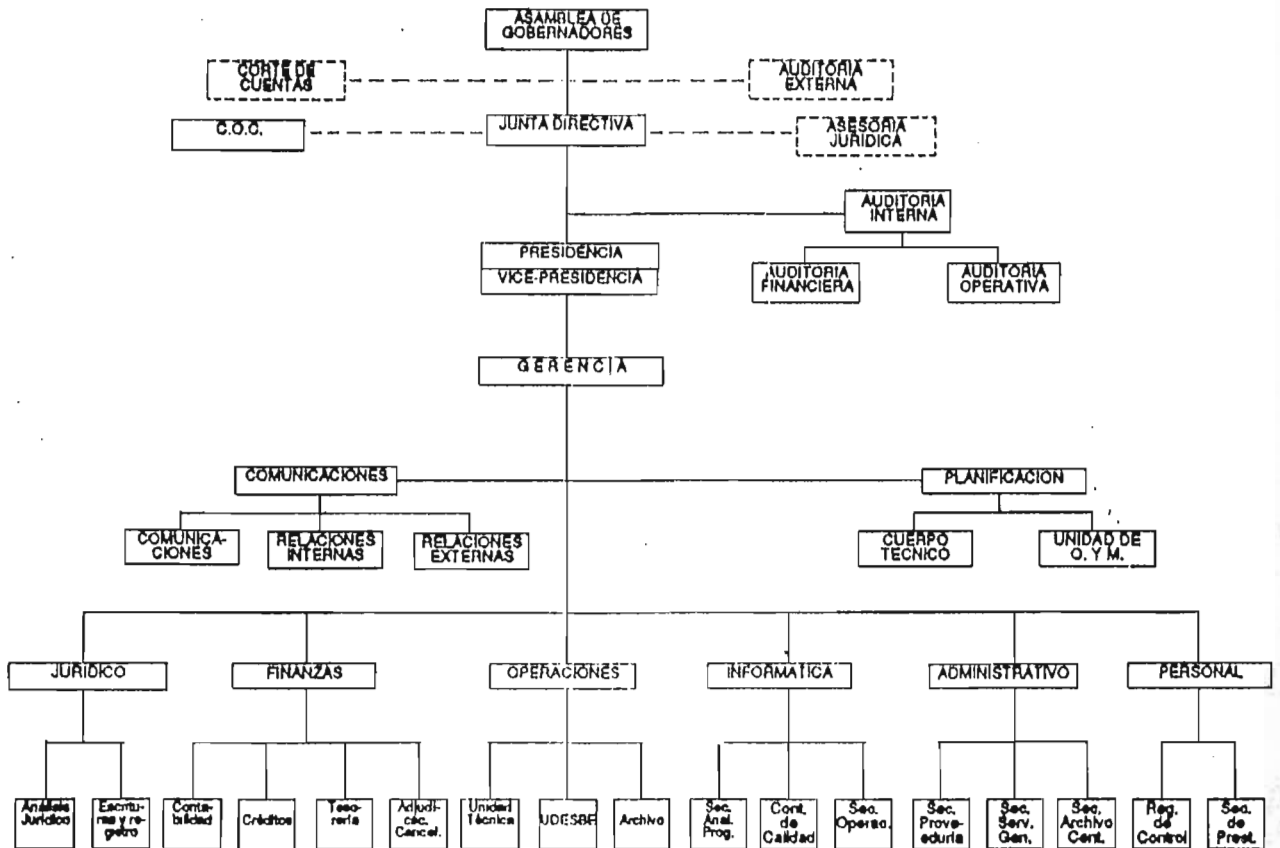 ASAMBLEA DE
GOBERNADORES
CORTE DE
CUENTAS
AUDITORIA
EXTERNA
C.O.C.
JUNTA DIRECTIVA
ASESORIA
JURIDICA
AUDITORIA
INTERNA
PRESIDENCIA
VICE-PRESIDENCIA
AUDITORIA
FINANCIERA
AUDITORIA
OPERATIVA
GERENCIA
COMUNICACIONES
PLANIFICACION
COMUNICA-
CIONES
RELACIONES
INTERNAS
RELACIONES
EXTERNAS
CUERPO
TECNICO
UNIDAD DE
O. Y M.
JURIDICO
FINANZAS
OPERACIONES
INFORMATICA
ADMINISTRATIVO
PERSONAL
Análisis
Jurídico
Escritu-
ras y re-
gistro
Conta-
bilidad
Créditos
Teso-
rería
Adjudi-
cac.
Cancel.
Unidad
Técnica
UDESBE
Archivo
Sec.
Anal.
Prog.
Cont.
de
Calidad
Sec.
Operac.
Sec.
Prove-
eduría
Sec.
Serv.
Gen.
Sec.
Archivo
Cent.
Reg.
de
Control
Sec.
de
Prest.